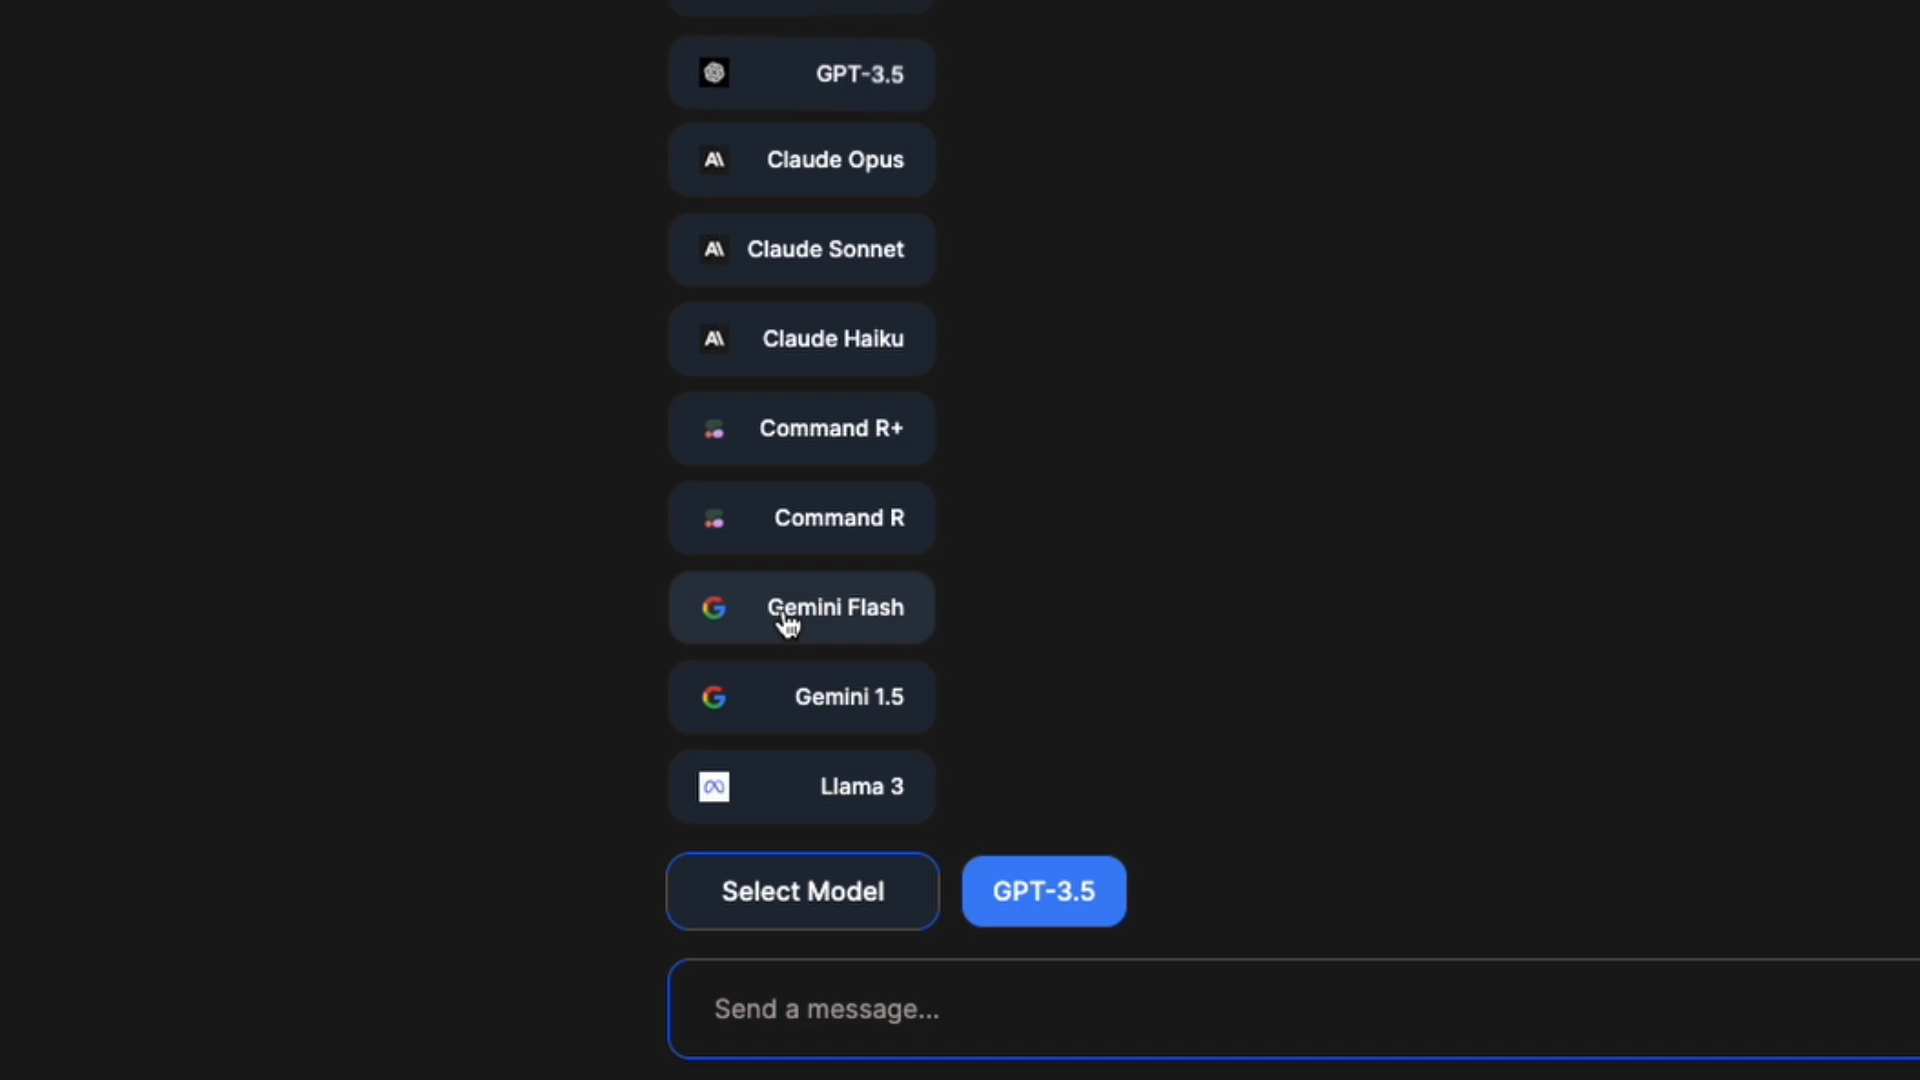 GPT-3.5
Claude Opus
Claude Sonnet
Claude Haiku
Command R+
Command R
Gemini Flash
Gemini 1.5
Llama 3
Select Model GPT-3.5
Send a message...